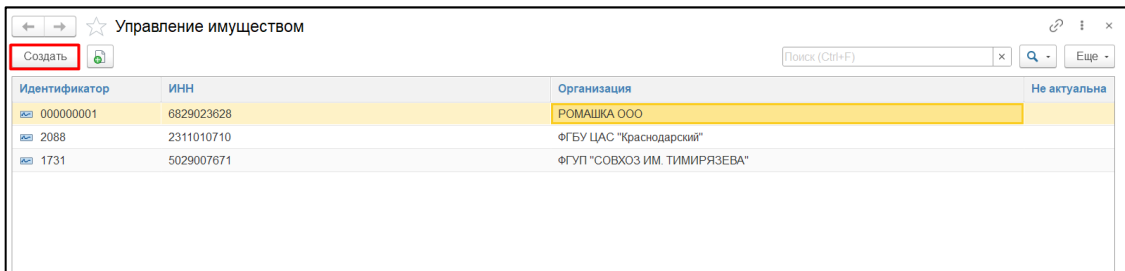 Управление имуществом
Создать Поиск (Ctrl+F) Еще
Идентификатор ИНН Организация Не актуальна
000000001 6829023628 РОМАШКА ООО
2088 2311010710 ФГБУ ЦАС "Краснодарский"
1731 5029007671 ФГУП "СОВХОЗ ИМ. ТИМИРЯЗЕВА"